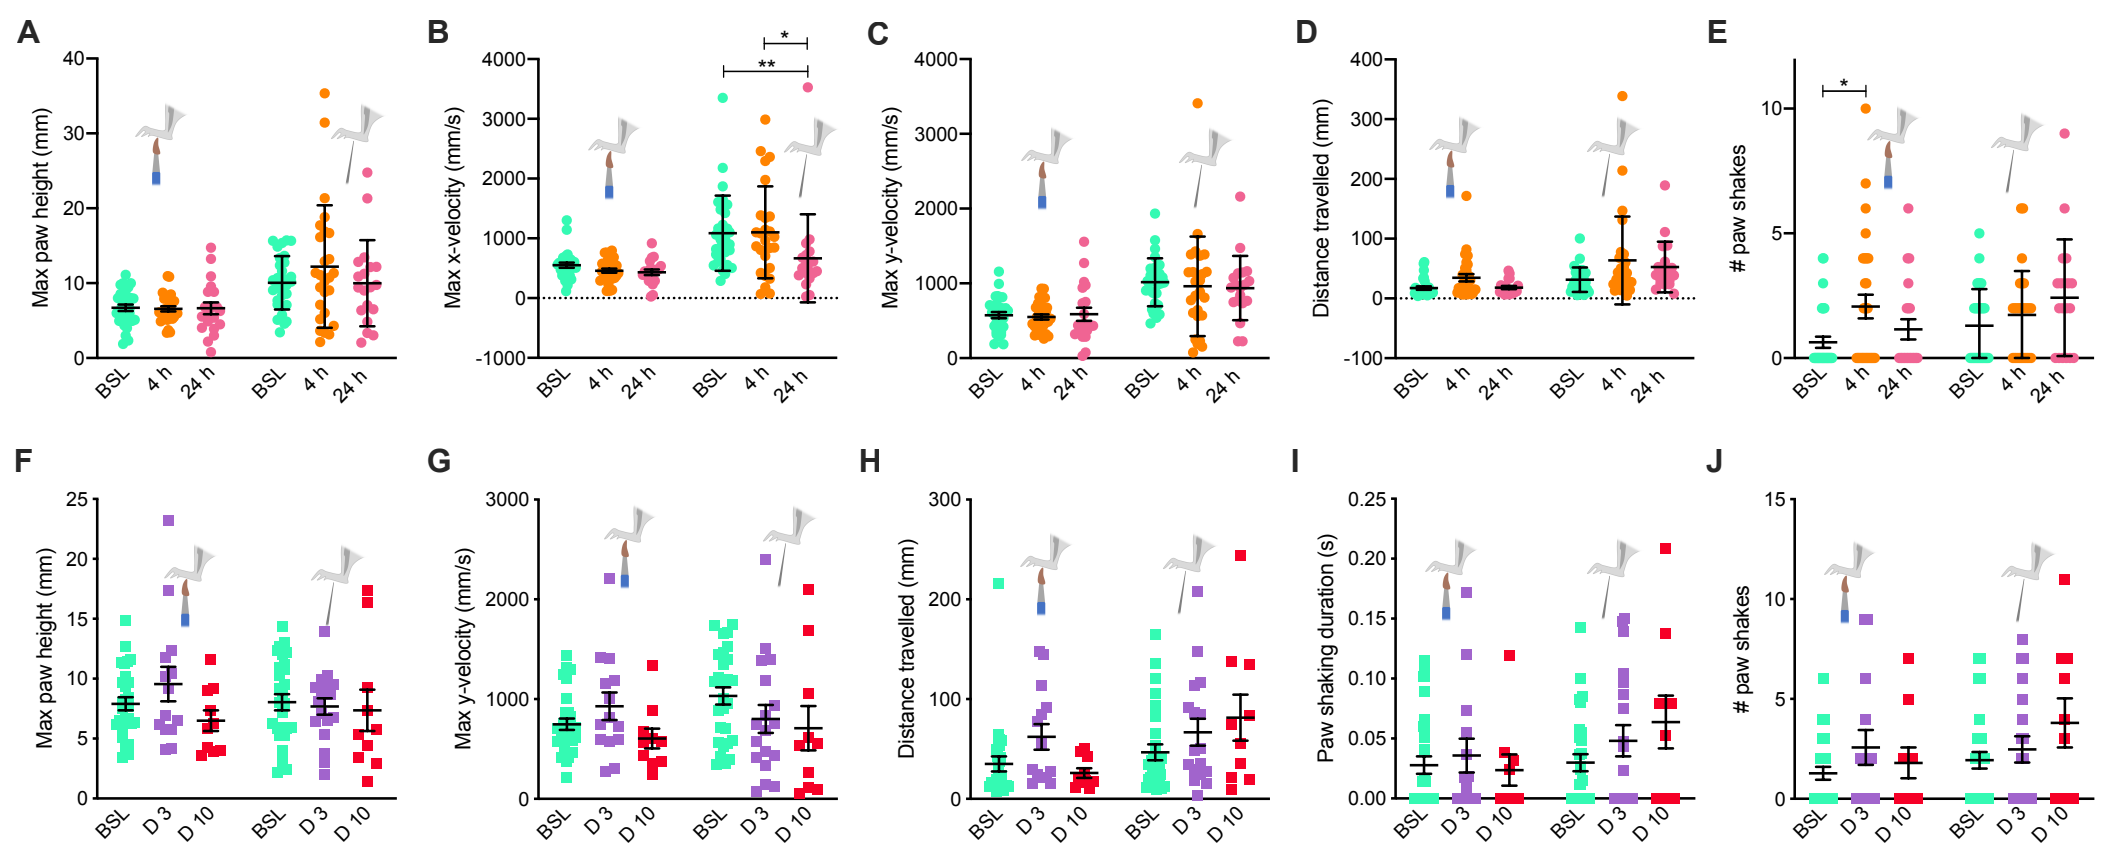 A
Max paw height (mm)
40
30
20
10
0
BSL
4 h
24 h
BSL
4 h
24 h
B
Max x-velocity (mm/s)
4000
3000
2000
1000
0
-1000
*
**
BSL
4 h
24 h
BSL
4 h
24 h
C
Max y-velocity (mm/s)
4000
3000
2000
1000
0
BSL
4 h
24 h
BSL
4 h
24 h
D
Distance travelled (mm)
400
300
200
100
0
-100
BSL
4 h
24 h
BSL
4 h
24 h
E
# paw shakes
10
5
0
*
BSL
4 h
24 h
BSL
4 h
24 h
F
Max paw height (mm)
25
20
15
10
5
0
BSL
D 3
D 10
BSL
D 3
D 10
G
Max y-velocity (mm/s)
3000
2000
1000
0
BSL
D 3
D 10
BSL
D 3
D 10
H
Distance travelled (mm)
300
200
100
0
BSL
D 3
D 10
BSL
D 3
D 10
I
Paw shaking duration (s)
0.25
0.20
0.15
0.10
0.05
0.00
BSL
D 3
D 10
BSL
D 3
D 10
J
# paw shakes
15
10
5
0
BSL
D 3
D 10
BSL
D 3
D 10